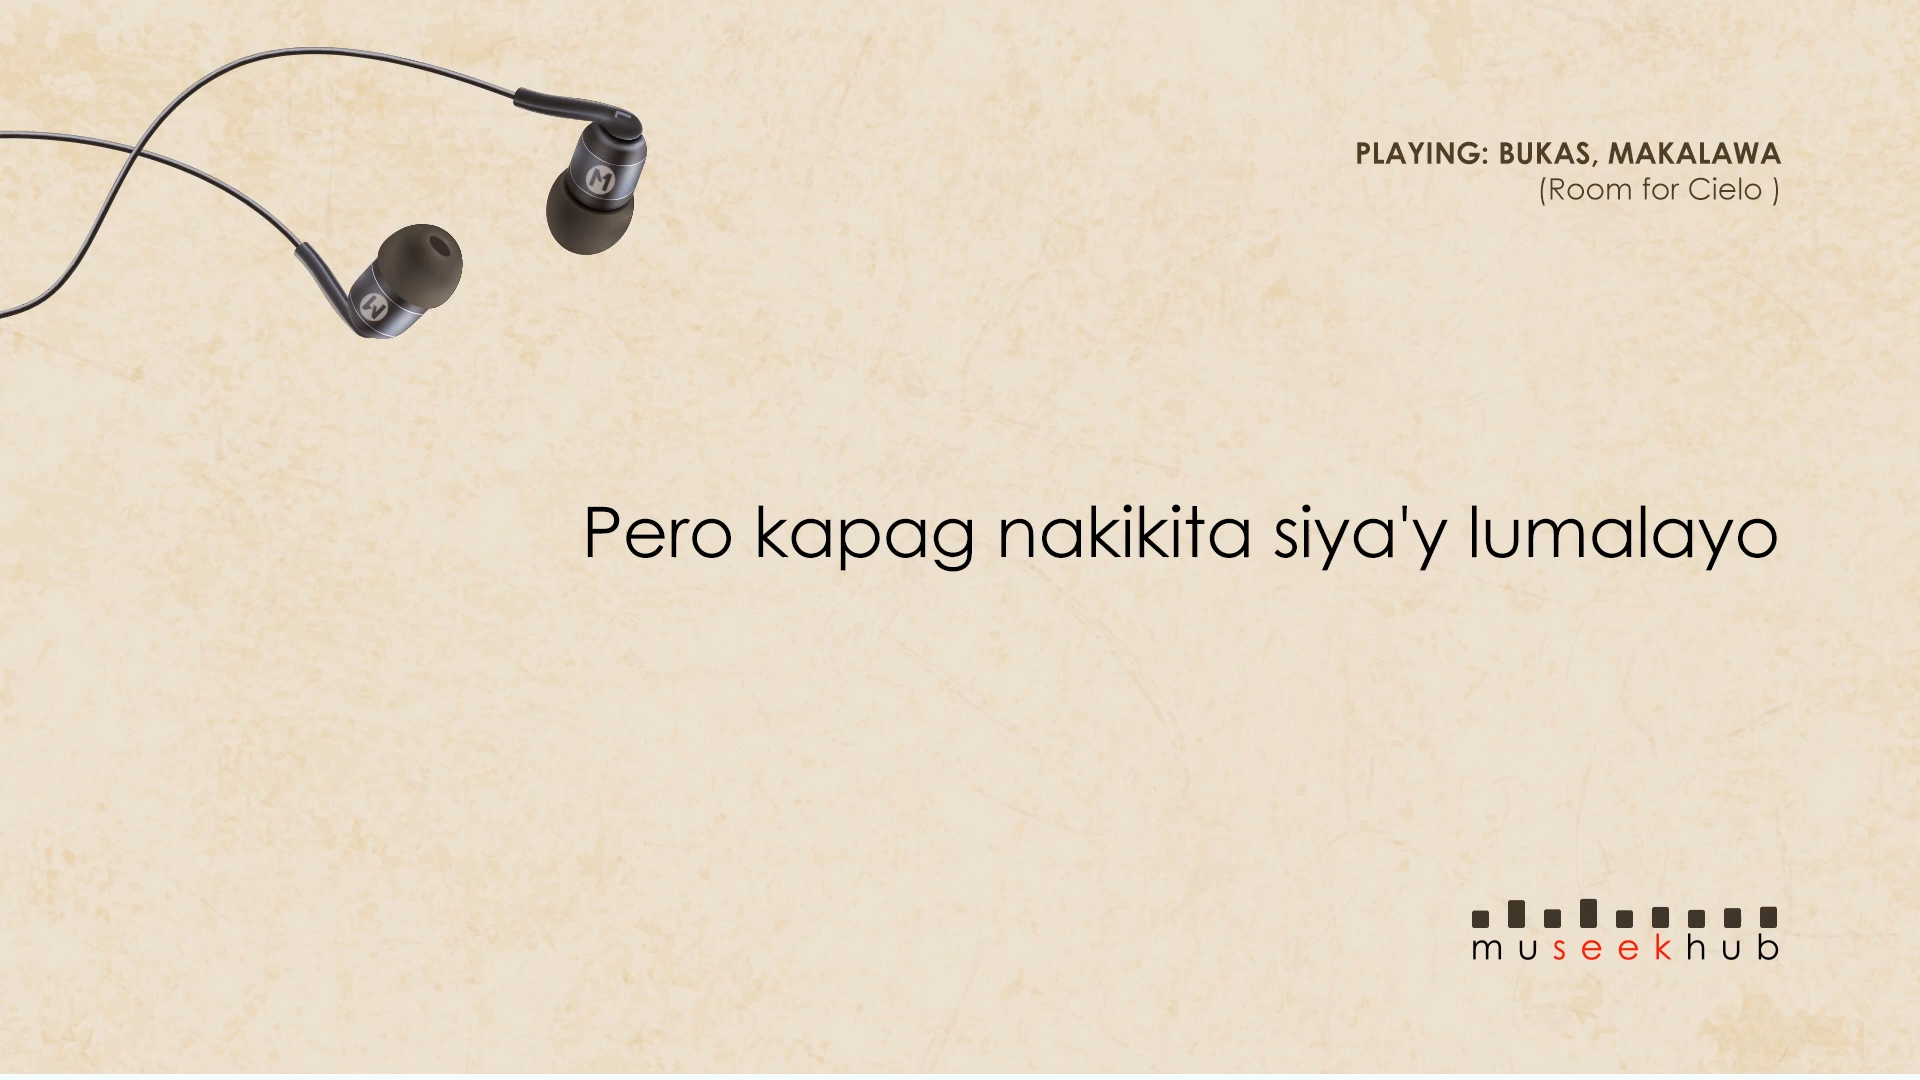 PLAYING: BUKAS, MAKALAWA
(Room for Cielo )
Pero kapag nakikita siya'y lumalayo
museekhub